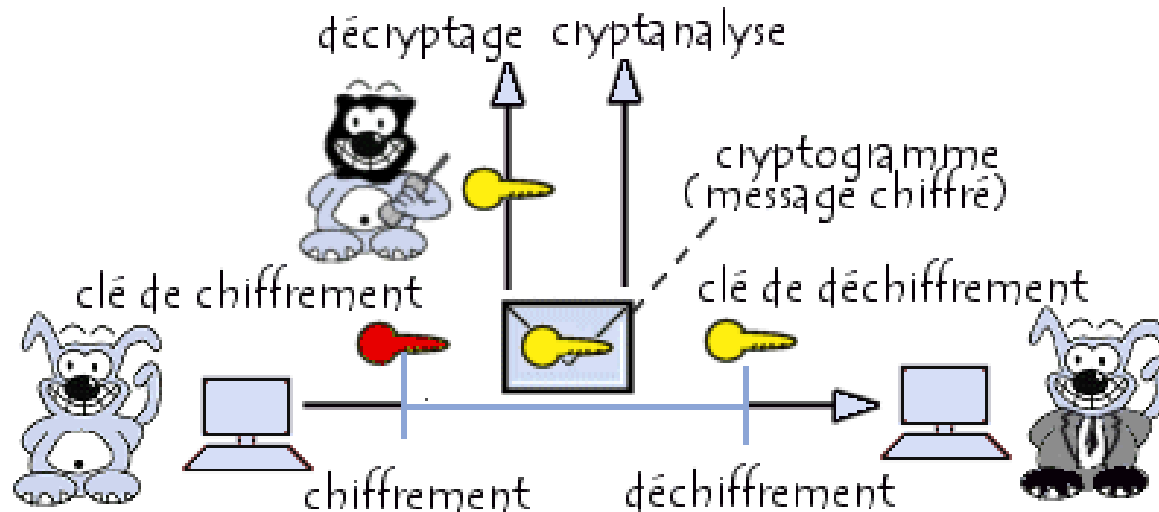 décryptage cryptanalyse
cryptogramme
(message chiffré)
clé de chiffrement
clé de déchiffrement
chiffrement
déchiffrement